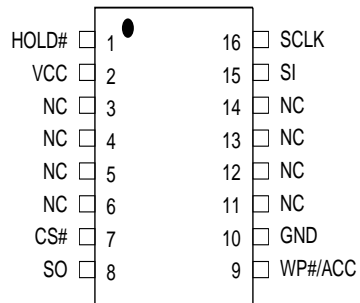 HOLD# 1 16 SCLK
VCC 2 15 SI
NC 3 14 NC
NC 4 13 NC
NC 5 12 NC
NC 6 11 NC
CS# 7 10 GND
SO 8 9 WP#/ACC